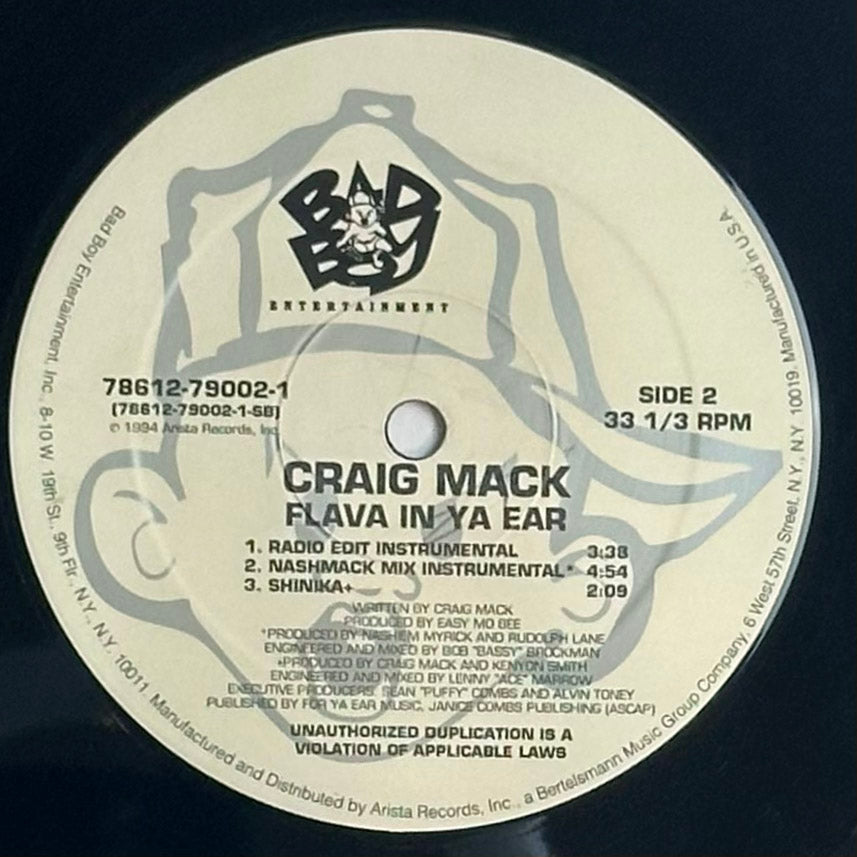 BAD
BOY
ENTERTAINMENT
78612-79002-1
(78612-79002-1-SB)
℗ 1994 Arista Records, Inc.
SIDE 2
33 1/3 RPM
CRAIG MACK
FLAVA IN YA EAR
1. RADIO EDIT INSTRUMENTAL 3:38
2. NASHMACK MIX INSTRUMENTAL* 4:54
3. SHINIKA+ 2:09
WRITTEN BY CRAIG MACK
PRODUCED BY EASY MO BEE
*PRODUCED BY NASHIEM MYRICK AND RUDOLPH LANE
ENGINEERED AND MIXED BY BOB "BASSY" BROCKMAN
+PRODUCED BY CRAIG MACK AND KENYON SMITH
ENGINEERED AND MIXED BY LENNY "ACE" MARROW
EXECUTIVE PRODUCERS: SEAN "PUFFY" COMBS AND ALVIN TONEY
PUBLISHED BY FOR YA EAR MUSIC, JANICE COMBS PUBLISHING (ASCAP)
UNAUTHORIZED DUPLICATION IS A
VIOLATION OF APPLICABLE LAWS
Bad Boy Entertainment, Inc., 8-10 W. 19th St., 9th Flr., N.Y., N.Y. 10011. Manufactured and Distributed by Arista Records, Inc., a Bertelsmann Music Group Company, 6 West 57th Street, N.Y., N.Y. 10019. Manufactured in U.S.A.